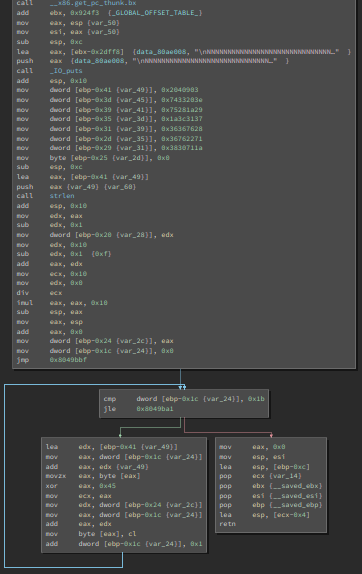 call __x86.get_pc_thunk.bx
add ebx, 0x924f3 {_GLOBAL_OFFSET_TABLE_}
mov eax, esp {var_50}
mov esi, eax {var_50}
sub esp, 0xc
lea eax, [ebx-0x2dff8] {data_80ae008, "\nNNNNNNNNNNNNNNNNNNNNNNNNNNNNNNNN…" }
push eax {data_80ae008, "\nNNNNNNNNNNNNNNNNNNNNNNNNNNNNNNNN…" }
call _IO_puts
add esp, 0x10
mov dword [ebp-0x41 {var_49}], 0x2040903
mov dword [ebp-0x3d {var_45}], 0x7433203e
mov dword [ebp-0x39 {var_41}], 0x75281a29
mov dword [ebp-0x35 {var_3d}], 0x1a3c3137
mov dword [ebp-0x31 {var_39}], 0x36367628
mov dword [ebp-0x2d {var_35}], 0x36762271
mov dword [ebp-0x29 {var_31}], 0x3830711a
mov byte [ebp-0x25 {var_2d}], 0x0
sub esp, 0xc
lea eax, [ebp-0x41 {var_49}]
push eax {var_49} {var_60}
call strlen
add esp, 0x10
mov edx, eax
sub edx, 0x1
mov dword [ebp-0x20 {var_28}], edx
mov edx, 0x10
sub edx, 0x1 {0xf}
add eax, edx
mov ecx, 0x10
mov edx, 0x0
div ecx
imul eax, eax, 0x10
sub esp, eax
mov eax, esp
add eax, 0x0
mov dword [ebp-0x24 {var_2c}], eax
mov dword [ebp-0x1c {var_24}], 0x0
jmp 0x8049bbf
cmp dword [ebp-0x1c {var_24}], 0x1b
jle 0x8049ba1
lea edx, [ebp-0x41 {var_49}]
mov eax, dword [ebp-0x1c {var_24}]
add eax, edx {var_49}
movzx eax, byte [eax]
xor eax, 0x45
mov ecx, eax
mov edx, dword [ebp-0x24 {var_2c}]
mov eax, dword [ebp-0x1c {var_24}]
add eax, edx
mov byte [eax], cl
add dword [ebp-0x1c {var_24}], 0x1
mov eax, 0x0
mov esp, esi
lea esp, [ebp-0xc]
pop ecx {var_14}
pop ebx {__saved_ebx}
pop esi {__saved_esi}
pop ebp {__saved_ebp}
lea esp, [ecx-0x4]
retn